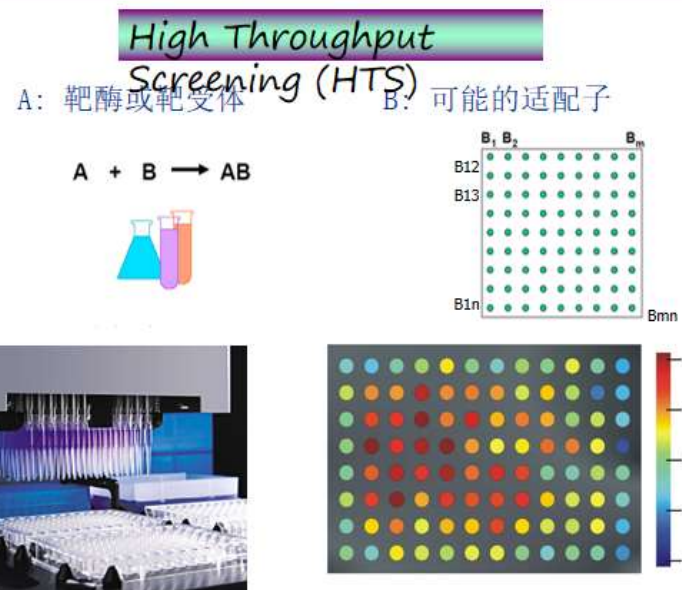 High Throughput
Screening (HTS)
A: 靶酶或靶受体
B: 可能的适配子
A + B → AB
B1 B2 Bm
B12
B13
B1n
Bmn